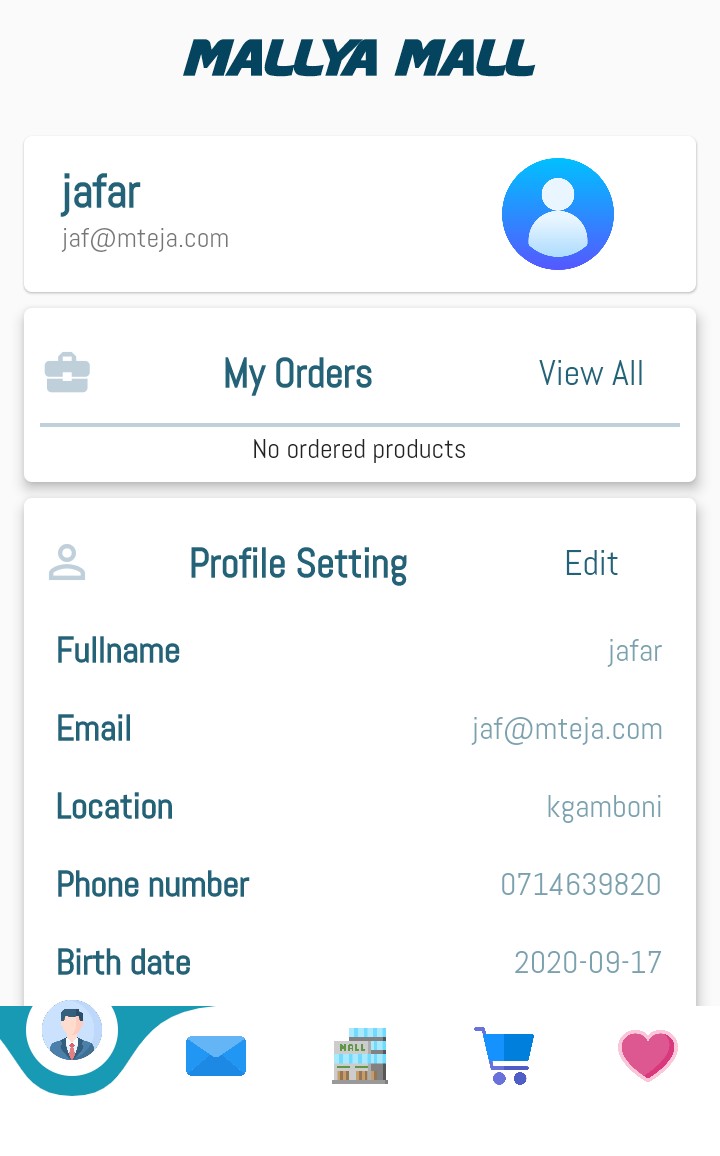 MALLYA MALL
jafar
jaf@mteja.com
My Orders View All
No ordered products
Profile Setting Edit
Fullname jafar
Email jaf@mteja.com
Location kgamboni
Phone number 0714639820
Birth date 2020-09-17
MALL